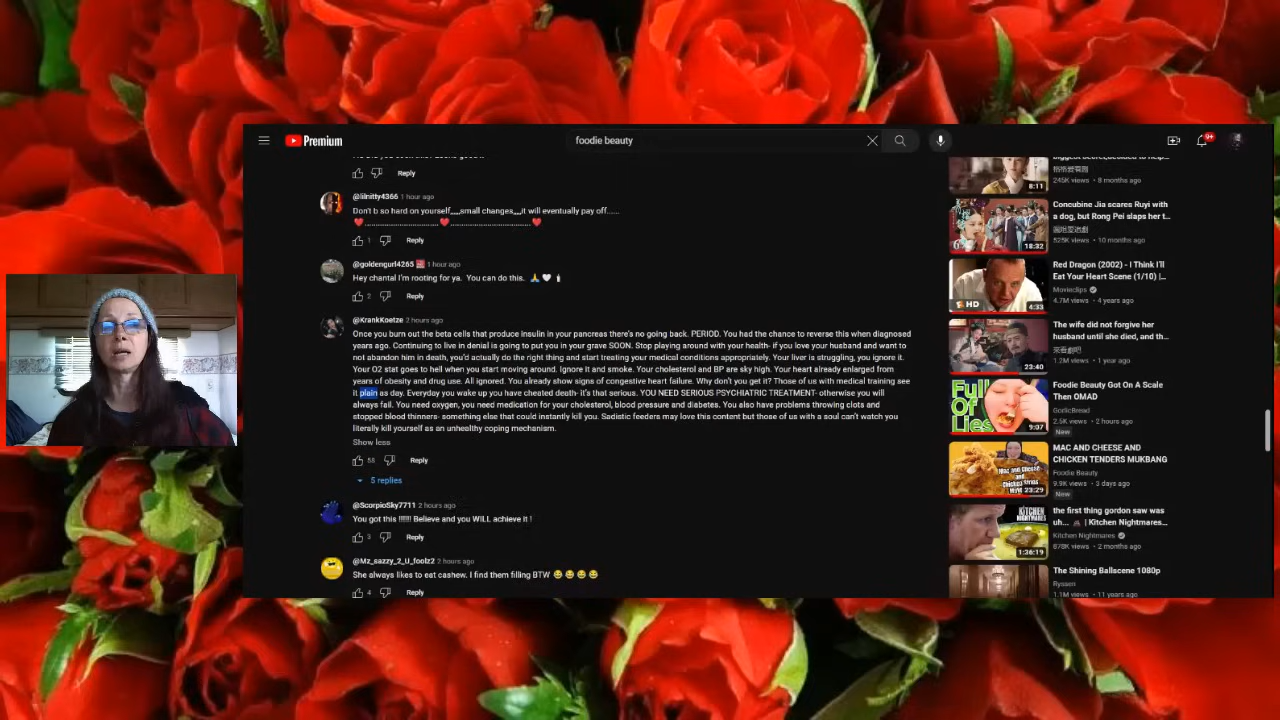 Premium
foodie beauty
9+
Reply
@lilnitty4366 1 hour ago
Don't b so hard on yourself,,,,,small changes,,,,it will eventually pay off......
1 Reply
@goldengurl4265 1 hour ago
Hey chantal I'm rooting for ya. You can do this. 🙏🤍🕯
2 Reply
@KrankKoetze 2 hours ago
Once you burn out the beta cells that produce insulin in your pancreas there's no going back. PERIOD. You had the chance to reverse this when diagnosed
years ago. Continuing to live in denial is going to put you in your grave SOON. Stop playing around with your health- if you love your husband and want to
not abandon him in death, you'd actually do the right thing and start treating your medical conditions appropriately. Your liver is struggling, you ignore it.
Your O2 stat goes to hell when you start moving around. Ignore it and smoke. Your cholesterol and BP are sky high. Your heart already enlarged from
years of obesity and drug use. All ignored. You already show signs of congestive heart failure. Why don't you get it? Those of us with medical training see
it plain as day. Everyday you wake up you have cheated death- it's that serious. YOU NEED SERIOUS PSYCHIATRIC TREATMENT- otherwise you will
always fail. You need oxygen, you need medication for your cholesterol, blood pressure and diabetes. You also have problems throwing clots and
stopped blood thinners- something else that could instantly kill you. Sadistic feeders may love this content but those of us with a soul can't watch you
literally kill yourself as an unhealthy coping mechanism.
Show less
58 Reply
5 replies
@ScorpioSky7711 2 hours ago
You got this !!!!!! Believe and you WILL achieve it !
3 Reply
@Mz_sazzy_2_U_foolz2 2 hours ago
She always likes to eat cashew. I find them filling BTW 😂😂😂😂
4 Reply
8:11
245K views • 8 months ago
Concubine Jia scares Ruyi with
a dog, but Rong Pei slaps her t...
525K views • 10 months ago
18:32
Red Dragon (2002) - I Think I'll
Eat Your Heart Scene (1/10) |...
Movieclips
4.7M views • 4 years ago
HD
4:33
The wife did not forgive her
husband until she died, and th...
1.2M views • 1 year ago
23:40
Foodie Beauty Got On A Scale
Then OMAD
GorlicBread
2.5K views • 2 hours ago
New
Full
Of
Lies
9:07
MAC AND CHEESE AND
CHICKEN TENDERS MUKBANG
Foodie Beauty
9.9K views • 3 days ago
New
23:29
the first thing gordon saw was
uh... | Kitchen Nightmares...
Kitchen Nightmares
878K views • 2 months ago
KITCHEN
NIGHTMARES
1:36:19
The Shining Ballscene 1080p
Ryssen
1.1M views • 11 years ago